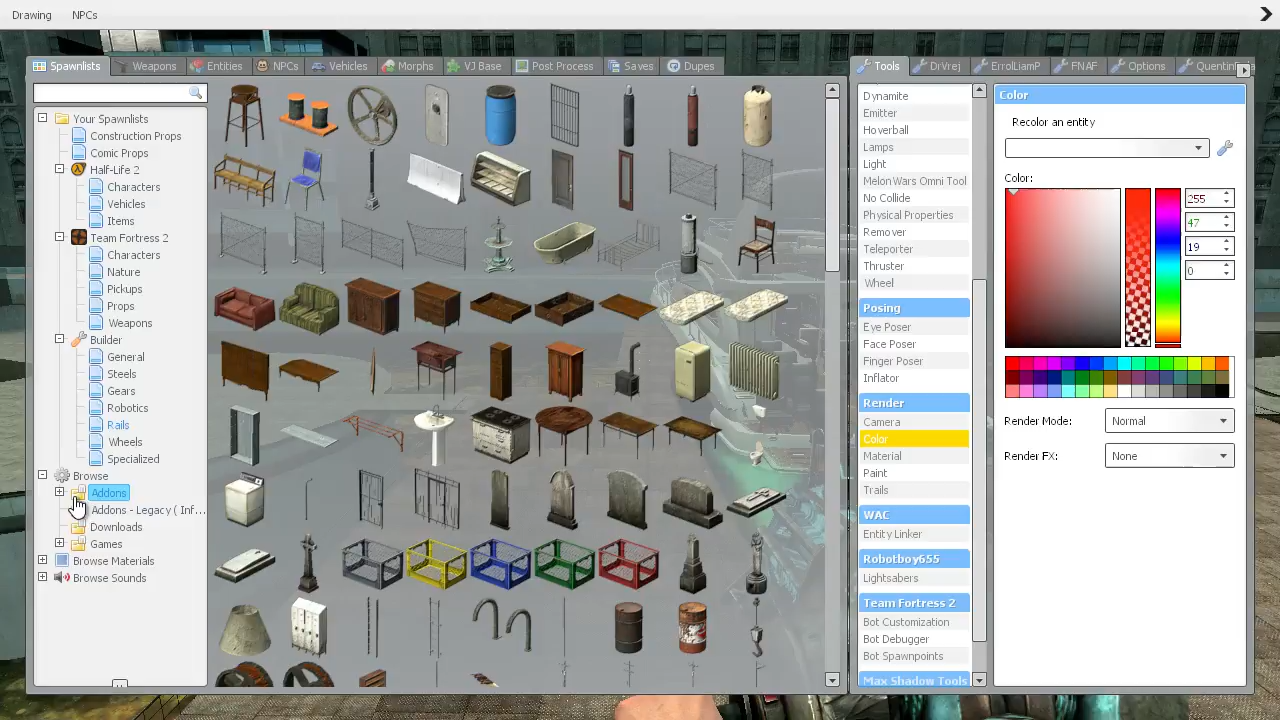 Drawing NPCs
Spawnlists Weapons Entities NPCs Vehicles Morphs VJ Base Post Process Saves Dupes
Your Spawnlists
Construction Props
Comic Props
Half-Life 2
Characters
Vehicles
Items
Team Fortress 2
Characters
Nature
Pickups
Props
Weapons
Builder
General
Steels
Gears
Robotics
Rails
Wheels
Specialized
Browse
Addons
Addons - Legacy ( Inf...
Downloads
Games
Browse Materials
Browse Sounds
Tools DrVrej ErrolLiamP FNAF Options
Dynamite
Emitter
Hoverball
Lamps
Light
MelonWars Omni Tool
No Collide
Physical Properties
Remover
Teleporter
Thruster
Wheel
Posing
Eye Poser
Face Poser
Finger Poser
Inflator
Render
Camera
Color
Material
Paint
Trails
WAC
Entity Linker
Robotboy655
Lightsabers
Team Fortress 2
Bot Customization
Bot Debugger
Bot Spawnpoints
Max Shadow Tools
Color
Recolor an entity
Color:
255
47
19
0
Render Mode: Normal
Render FX: None